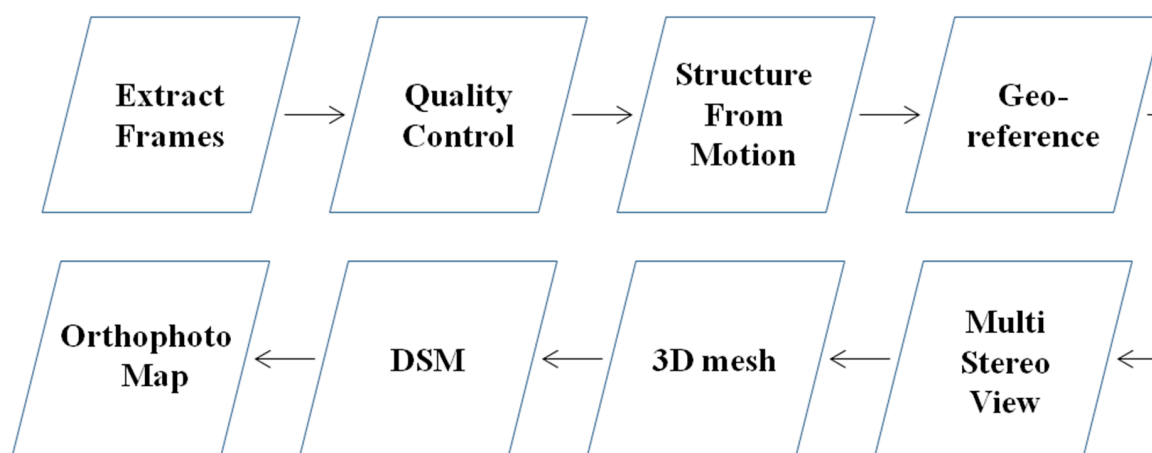 Extract
Frames
Quality
Control
Structure
From
Motion
Geo-
reference
Orthophoto
Map
DSM
3D mesh
Multi
Stereo
View